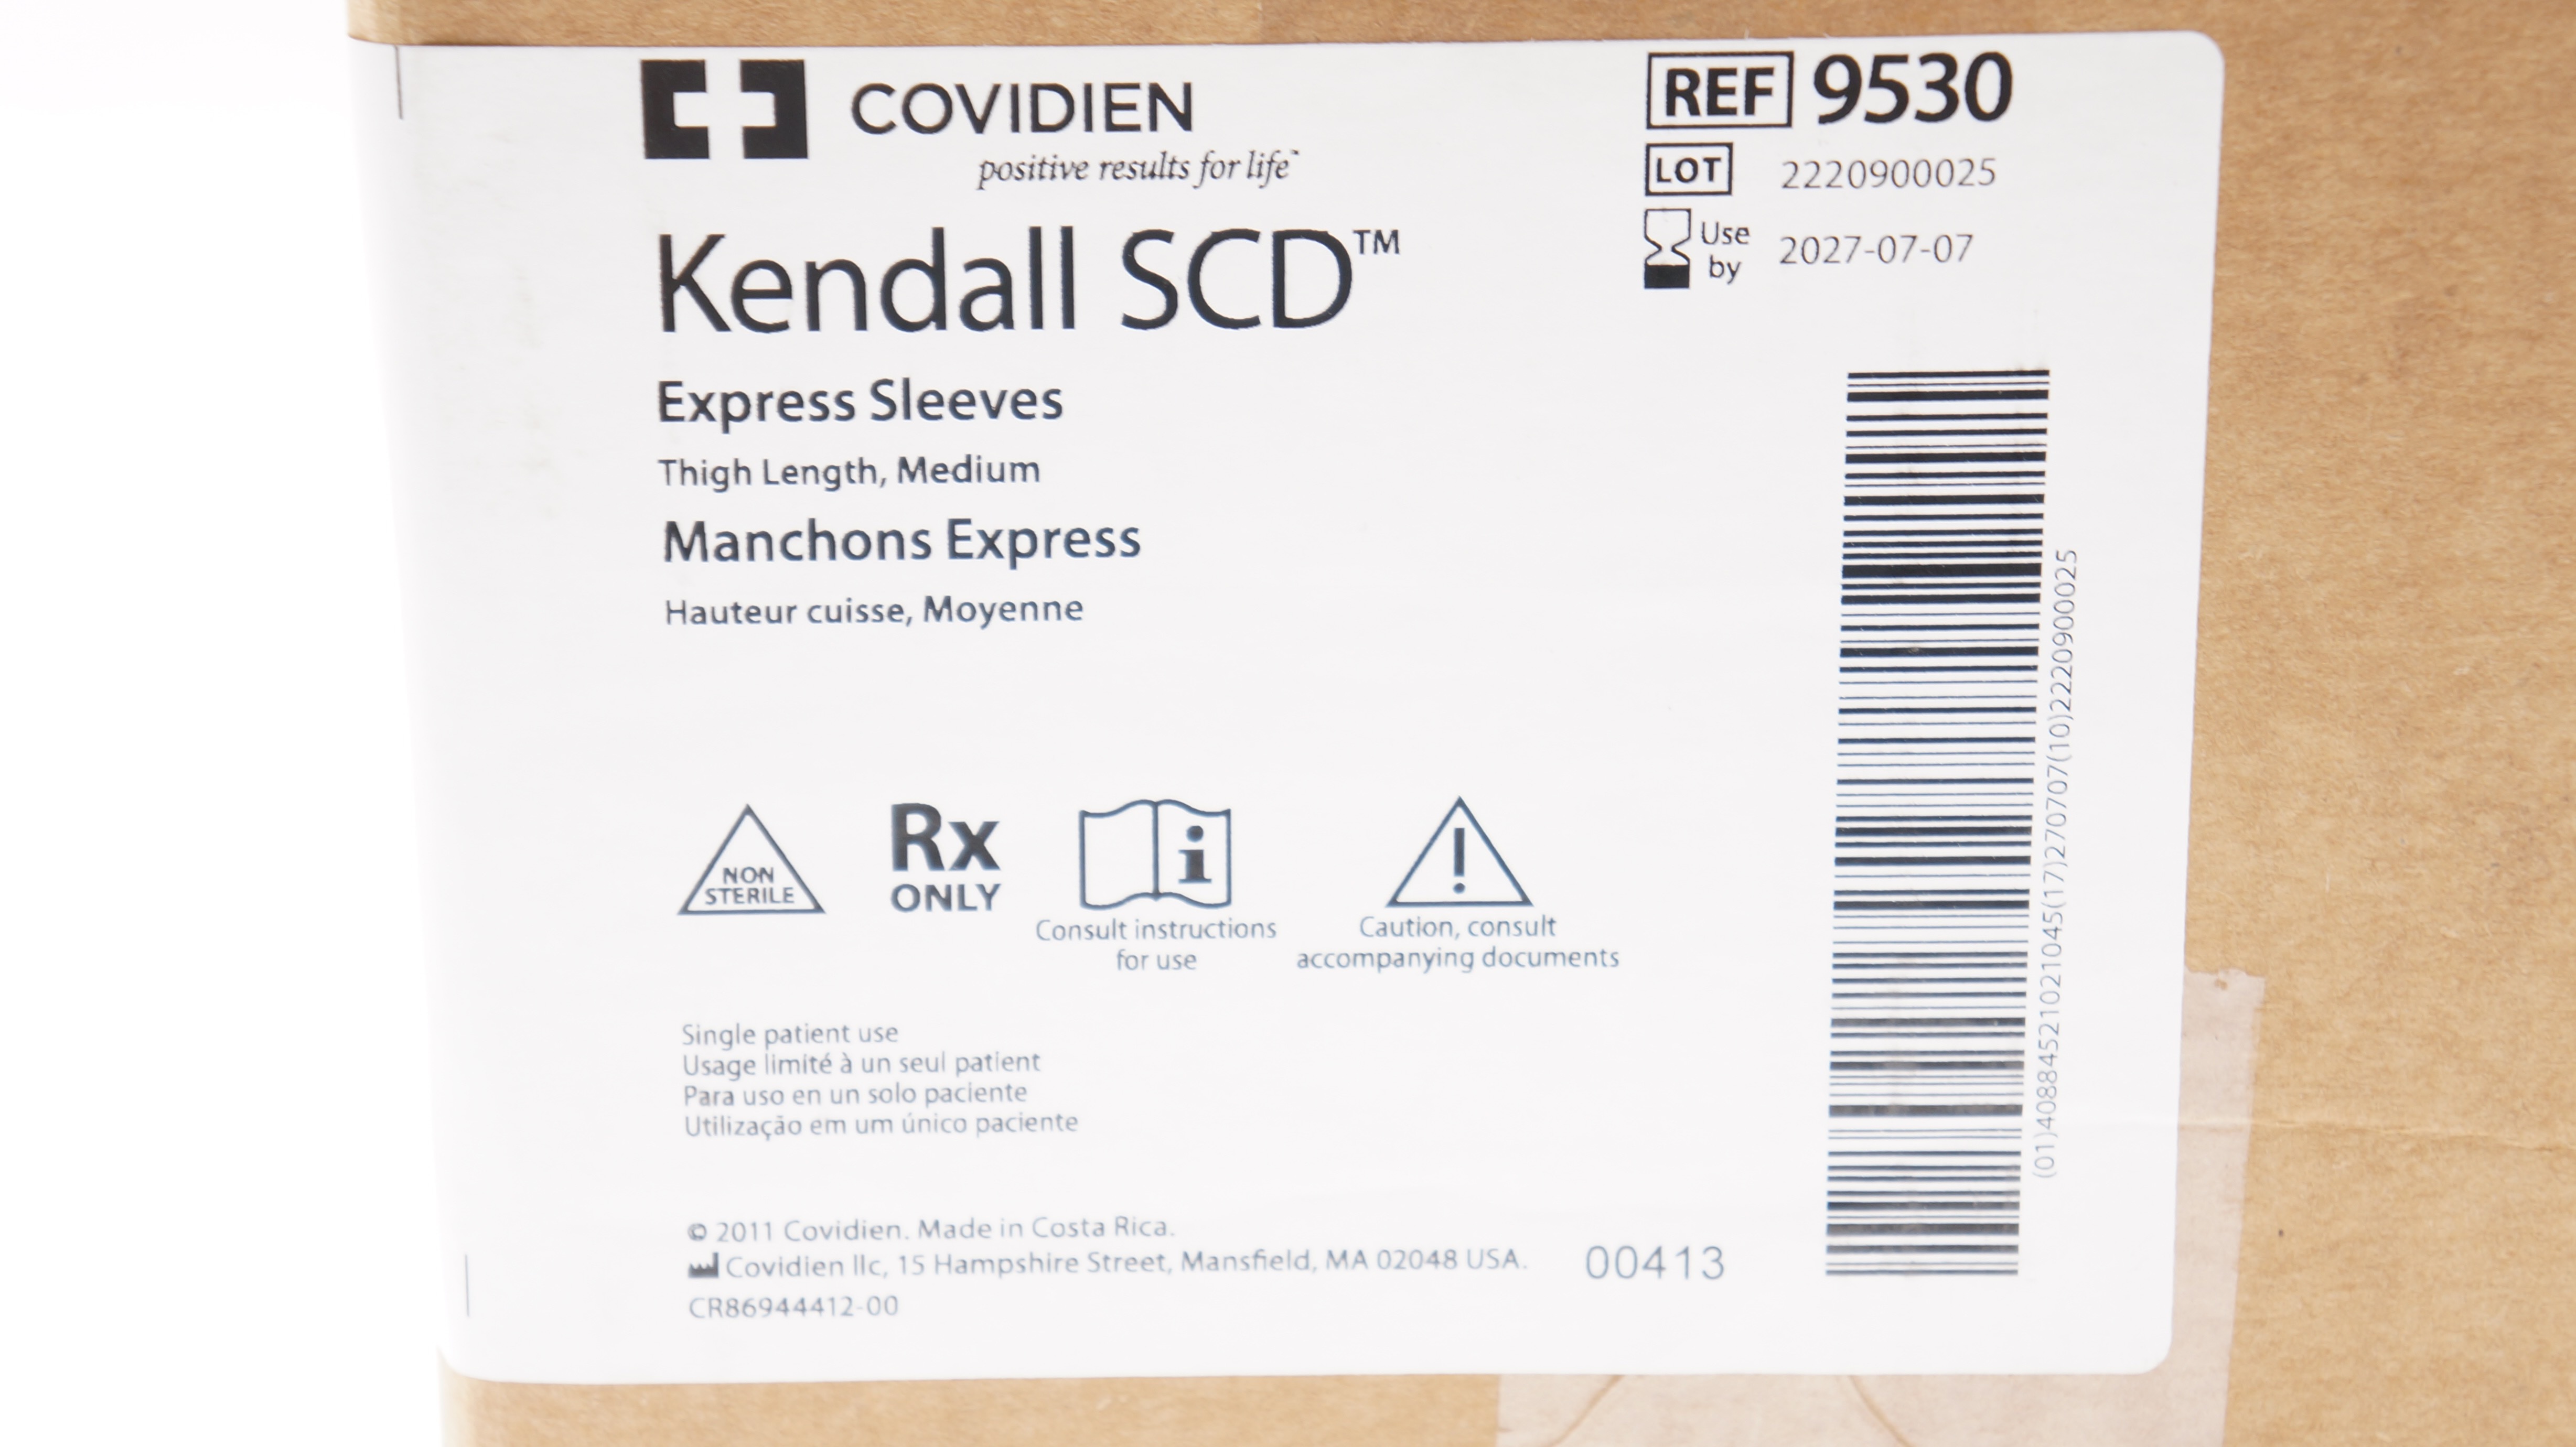 COVIDIEN
positive results for life™
REF 9530
LOT 2220900025
Use by 2027-07-07
Kendall SCD™
Express Sleeves
Thigh Length, Medium
Manchons Express
Hauteur cuisse, Moyenne
NON
STERILE
Rx
ONLY
Consult instructions
for use
Caution, consult
accompanying documents
(01)40884521021045(17)270707(10)2220900025
Single patient use
Usage limité à un seul patient
Para uso en un solo paciente
Utilização em um único paciente
© 2011 Covidien. Made in Costa Rica.
Covidien llc, 15 Hampshire Street, Mansfield, MA 02048 USA.
00413
CR86944412-00